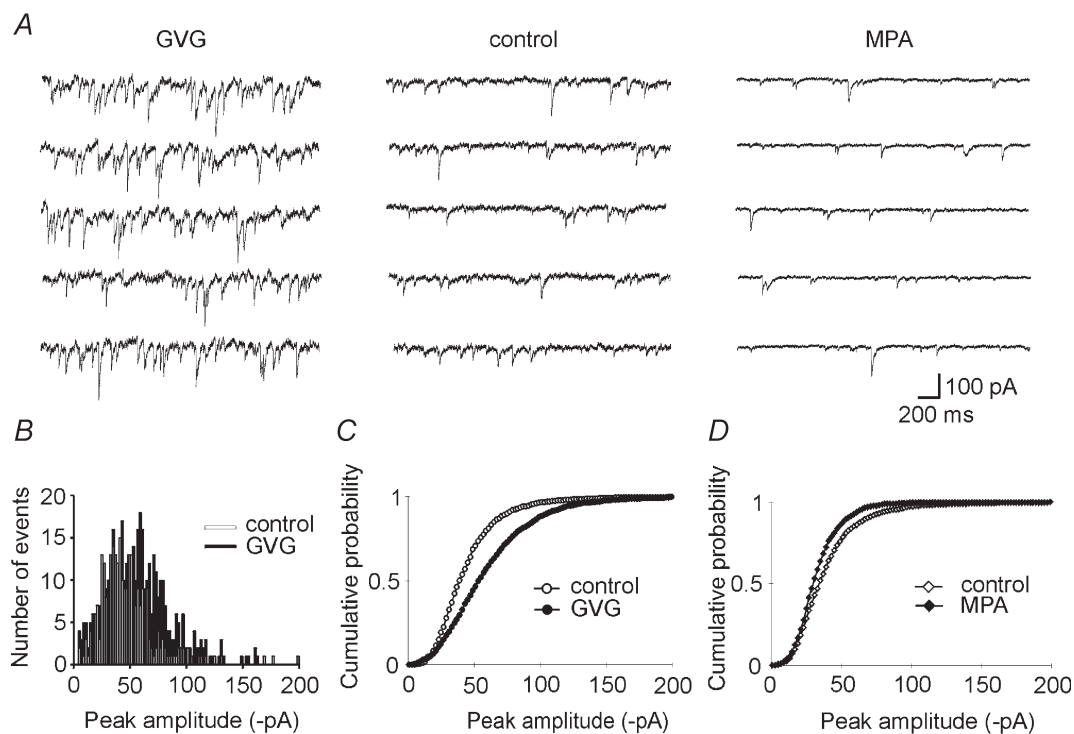 A
GVG
control
MPA
100 pA
200 ms
B
Number of events
20
15
10
5
0
control
GVG
0
50
100
150
200
Peak amplitude (-pA)
C
Cumulative probability
1
0.5
0
control
GVG
0
50
100
150
200
Peak amplitude (-pA)
D
Cumulative probability
1
0.5
0
control
MPA
0
50
100
150
200
Peak amplitude (-pA)